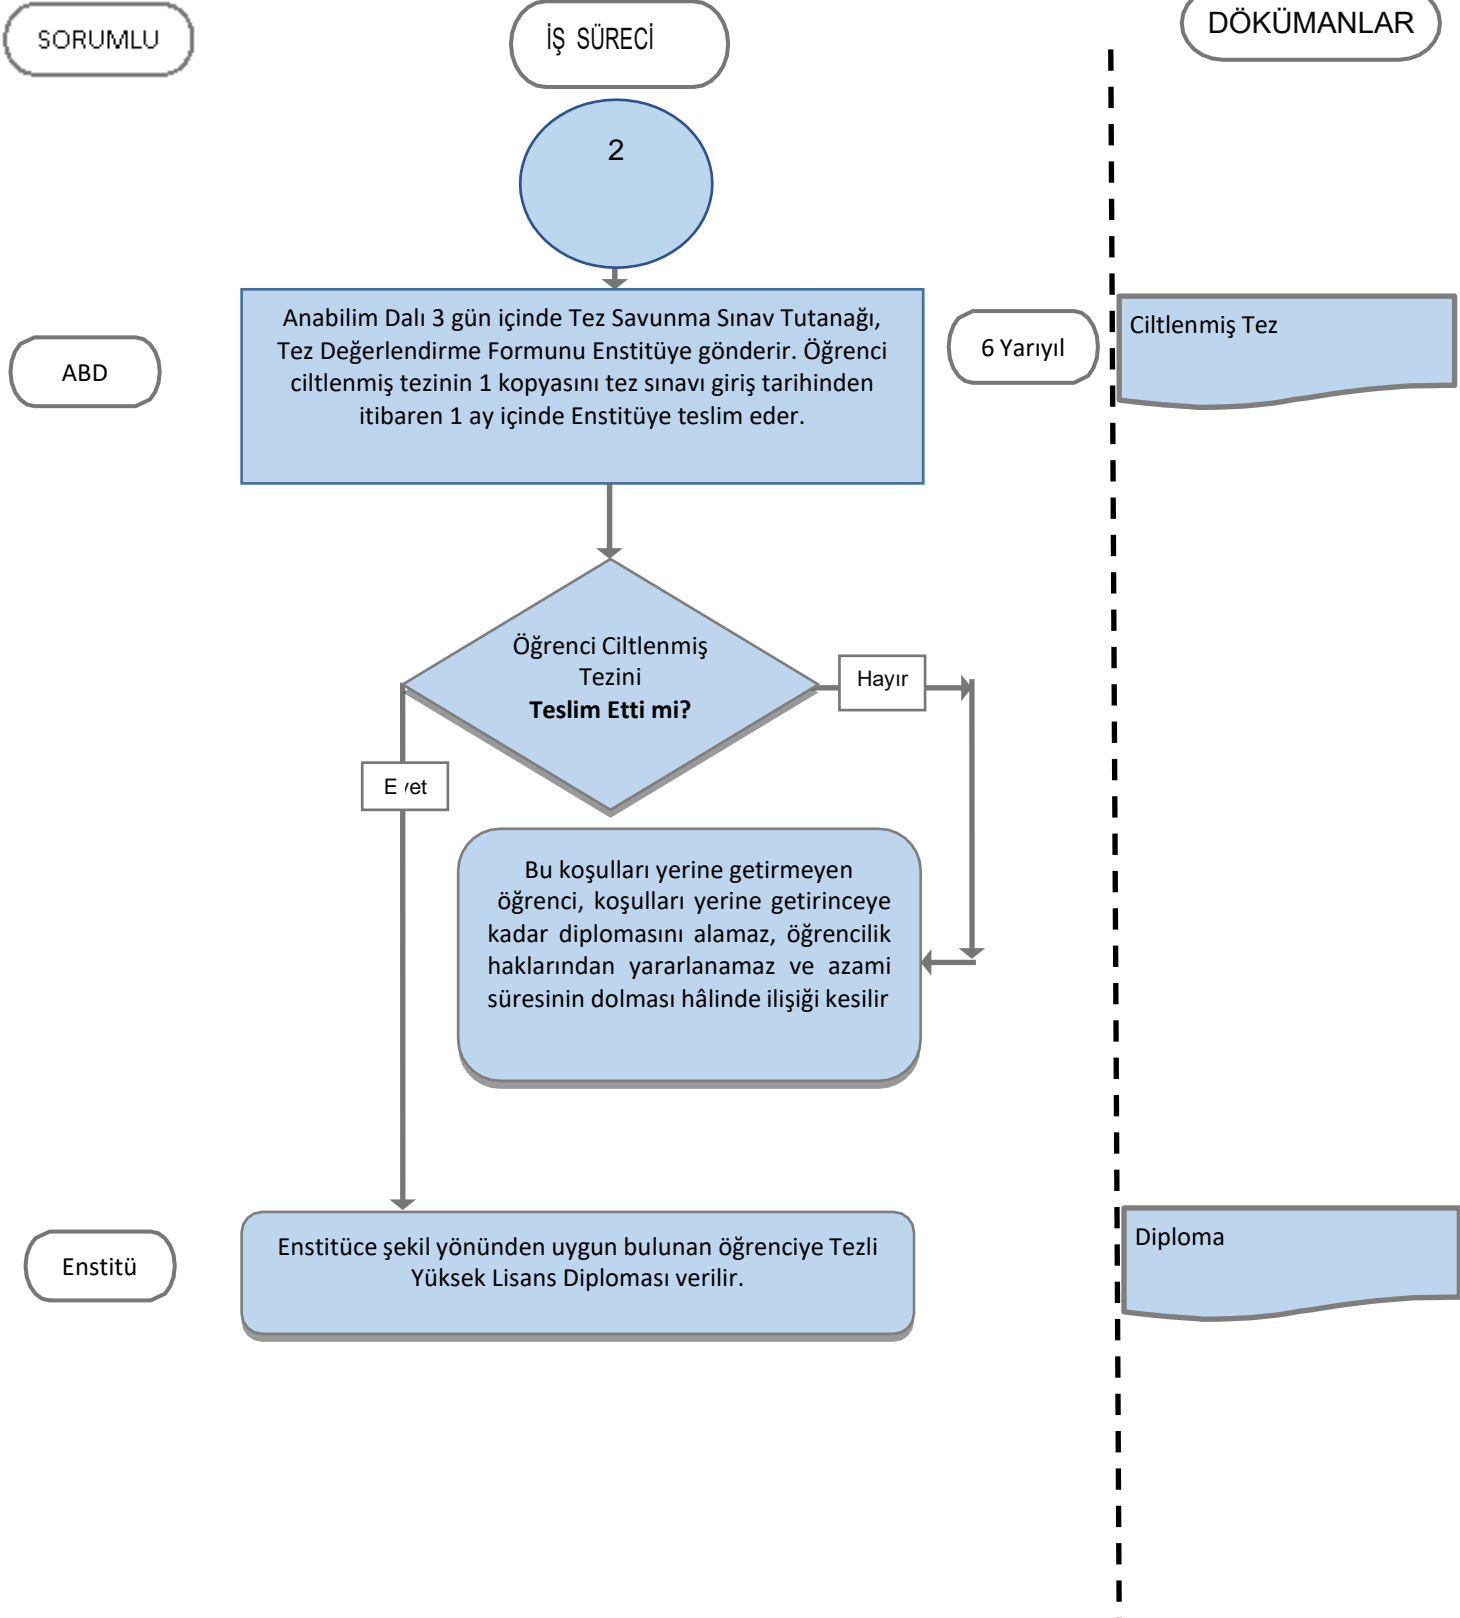 SORUMLU
İŞ SÜRECİ
DÖKÜMANLAR
2
ABD
Anabilim Dalı 3 gün içinde Tez Savunma Sınav Tutanağı,
Tez Değerlendirme Formunu Enstitüye gönderir. Öğrenci
ciltlenmiş tezinin 1 kopyasını tez sınavı giriş tarihinden
itibaren 1 ay içinde Enstitüye teslim eder.
6 Yarıyıl
Ciltlenmiş Tez
Öğrenci Ciltlenmiş
Tezini
Teslim Etti mi?
Hayır
Evet
Bu koşulları yerine getirmeyen
öğrenci, koşulları yerine getirinceye
kadar diplomasını alamaz, öğrencilik
haklarından yararlanamaz ve azami
süresinin dolması hâlinde ilişiği kesilir
Enstitü
Enstitüce şekil yönünden uygun bulunan öğrenciye Tezli
Yüksek Lisans Diploması verilir.
Diploma